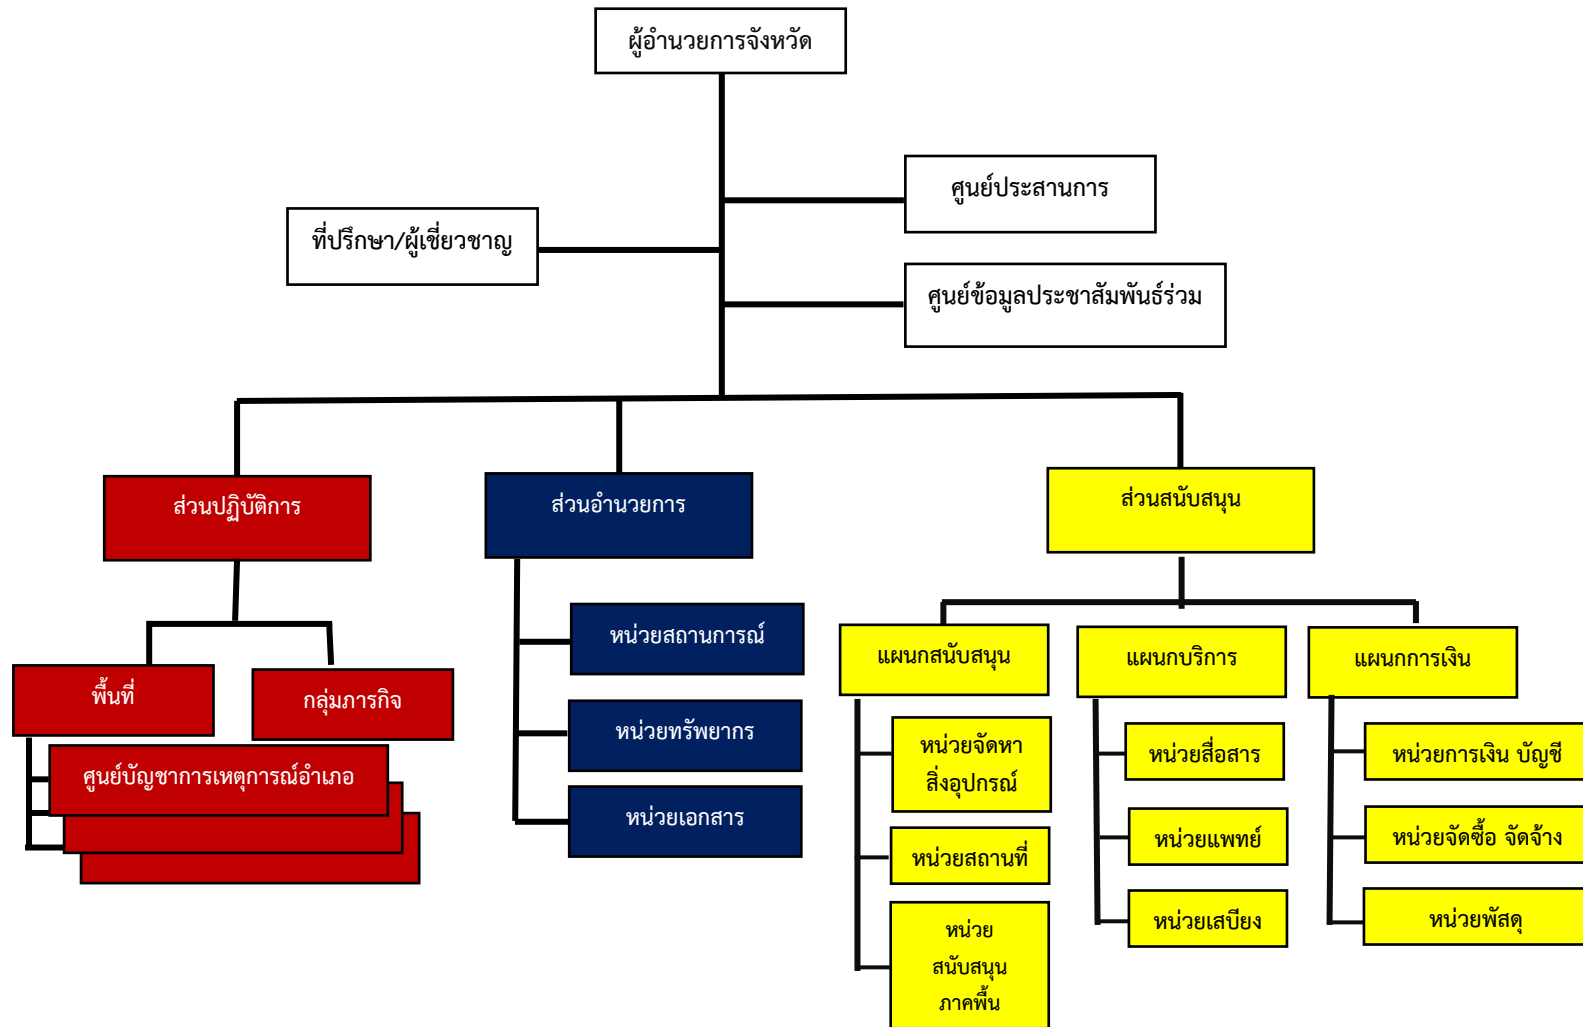 ผู้อำนวยการจังหวัด
ศูนย์ประสานการ
ที่ปรึกษา/ผู้เชี่ยวชาญ
ศูนย์ข้อมูลประชาสัมพันธ์ร่วม
ส่วนปฏิบัติการ
ส่วนอำนวยการ
ส่วนสนับสนุน
พื้นที่
กลุ่มภารกิจ
ศูนย์บัญชาการเหตุการณ์อำเภอ
หน่วยสถานการณ์
หน่วยทรัพยากร
หน่วยเอกสาร
แผนกสนับสนุน
หน่วยจัดหา
สิ่งอุปกรณ์
หน่วยสถานที่
หน่วย
สนับสนุน
ภาคพื้น
แผนกบริการ
หน่วยสื่อสาร
หน่วยแพทย์
หน่วยเสบียง
แผนกการเงิน
หน่วยการเงิน บัญชี
หน่วยจัดซื้อ จัดจ้าง
หน่วยพัสดุ